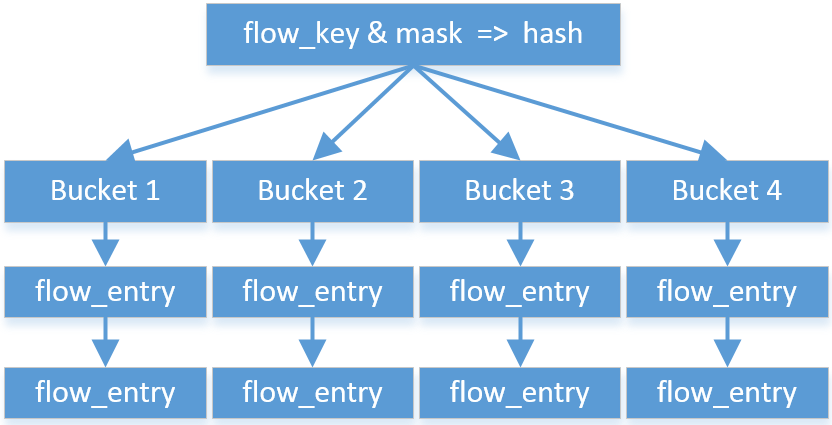 flow_key & mask => hash
Bucket 1
Bucket 2
Bucket 3
Bucket 4
flow_entry
flow_entry
flow_entry
flow_entry
flow_entry
flow_entry
flow_entry
flow_entry